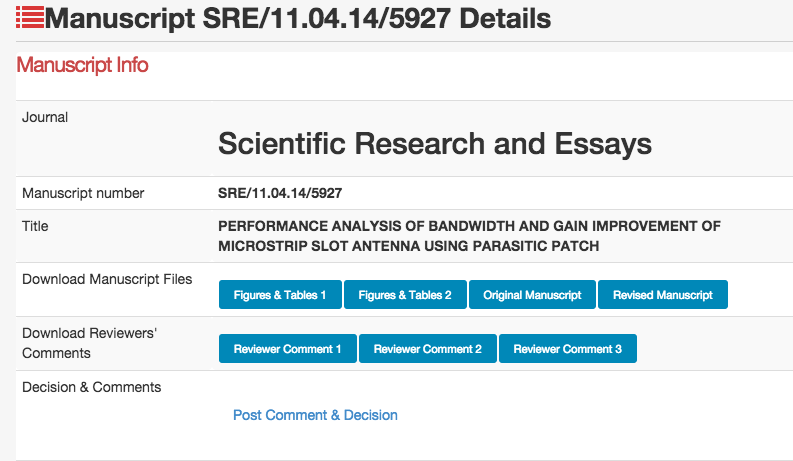 Manuscript SRE/11.04.14/5927 Details
Manuscript Info
Journal
Scientific Research and Essays
Manuscript number
SRE/11.04.14/5927
Title
PERFORMANCE ANALYSIS OF BANDWIDTH AND GAIN IMPROVEMENT OF
MICROSTRIP SLOT ANTENNA USING PARASITIC PATCH
Download Manuscript Files
Figures & Tables 1 Figures & Tables 2 Original Manuscript Revised Manuscript
Download Reviewers'
Comments
Reviewer Comment 1 Reviewer Comment 2 Reviewer Comment 3
Decision & Comments
Post Comment & Decision